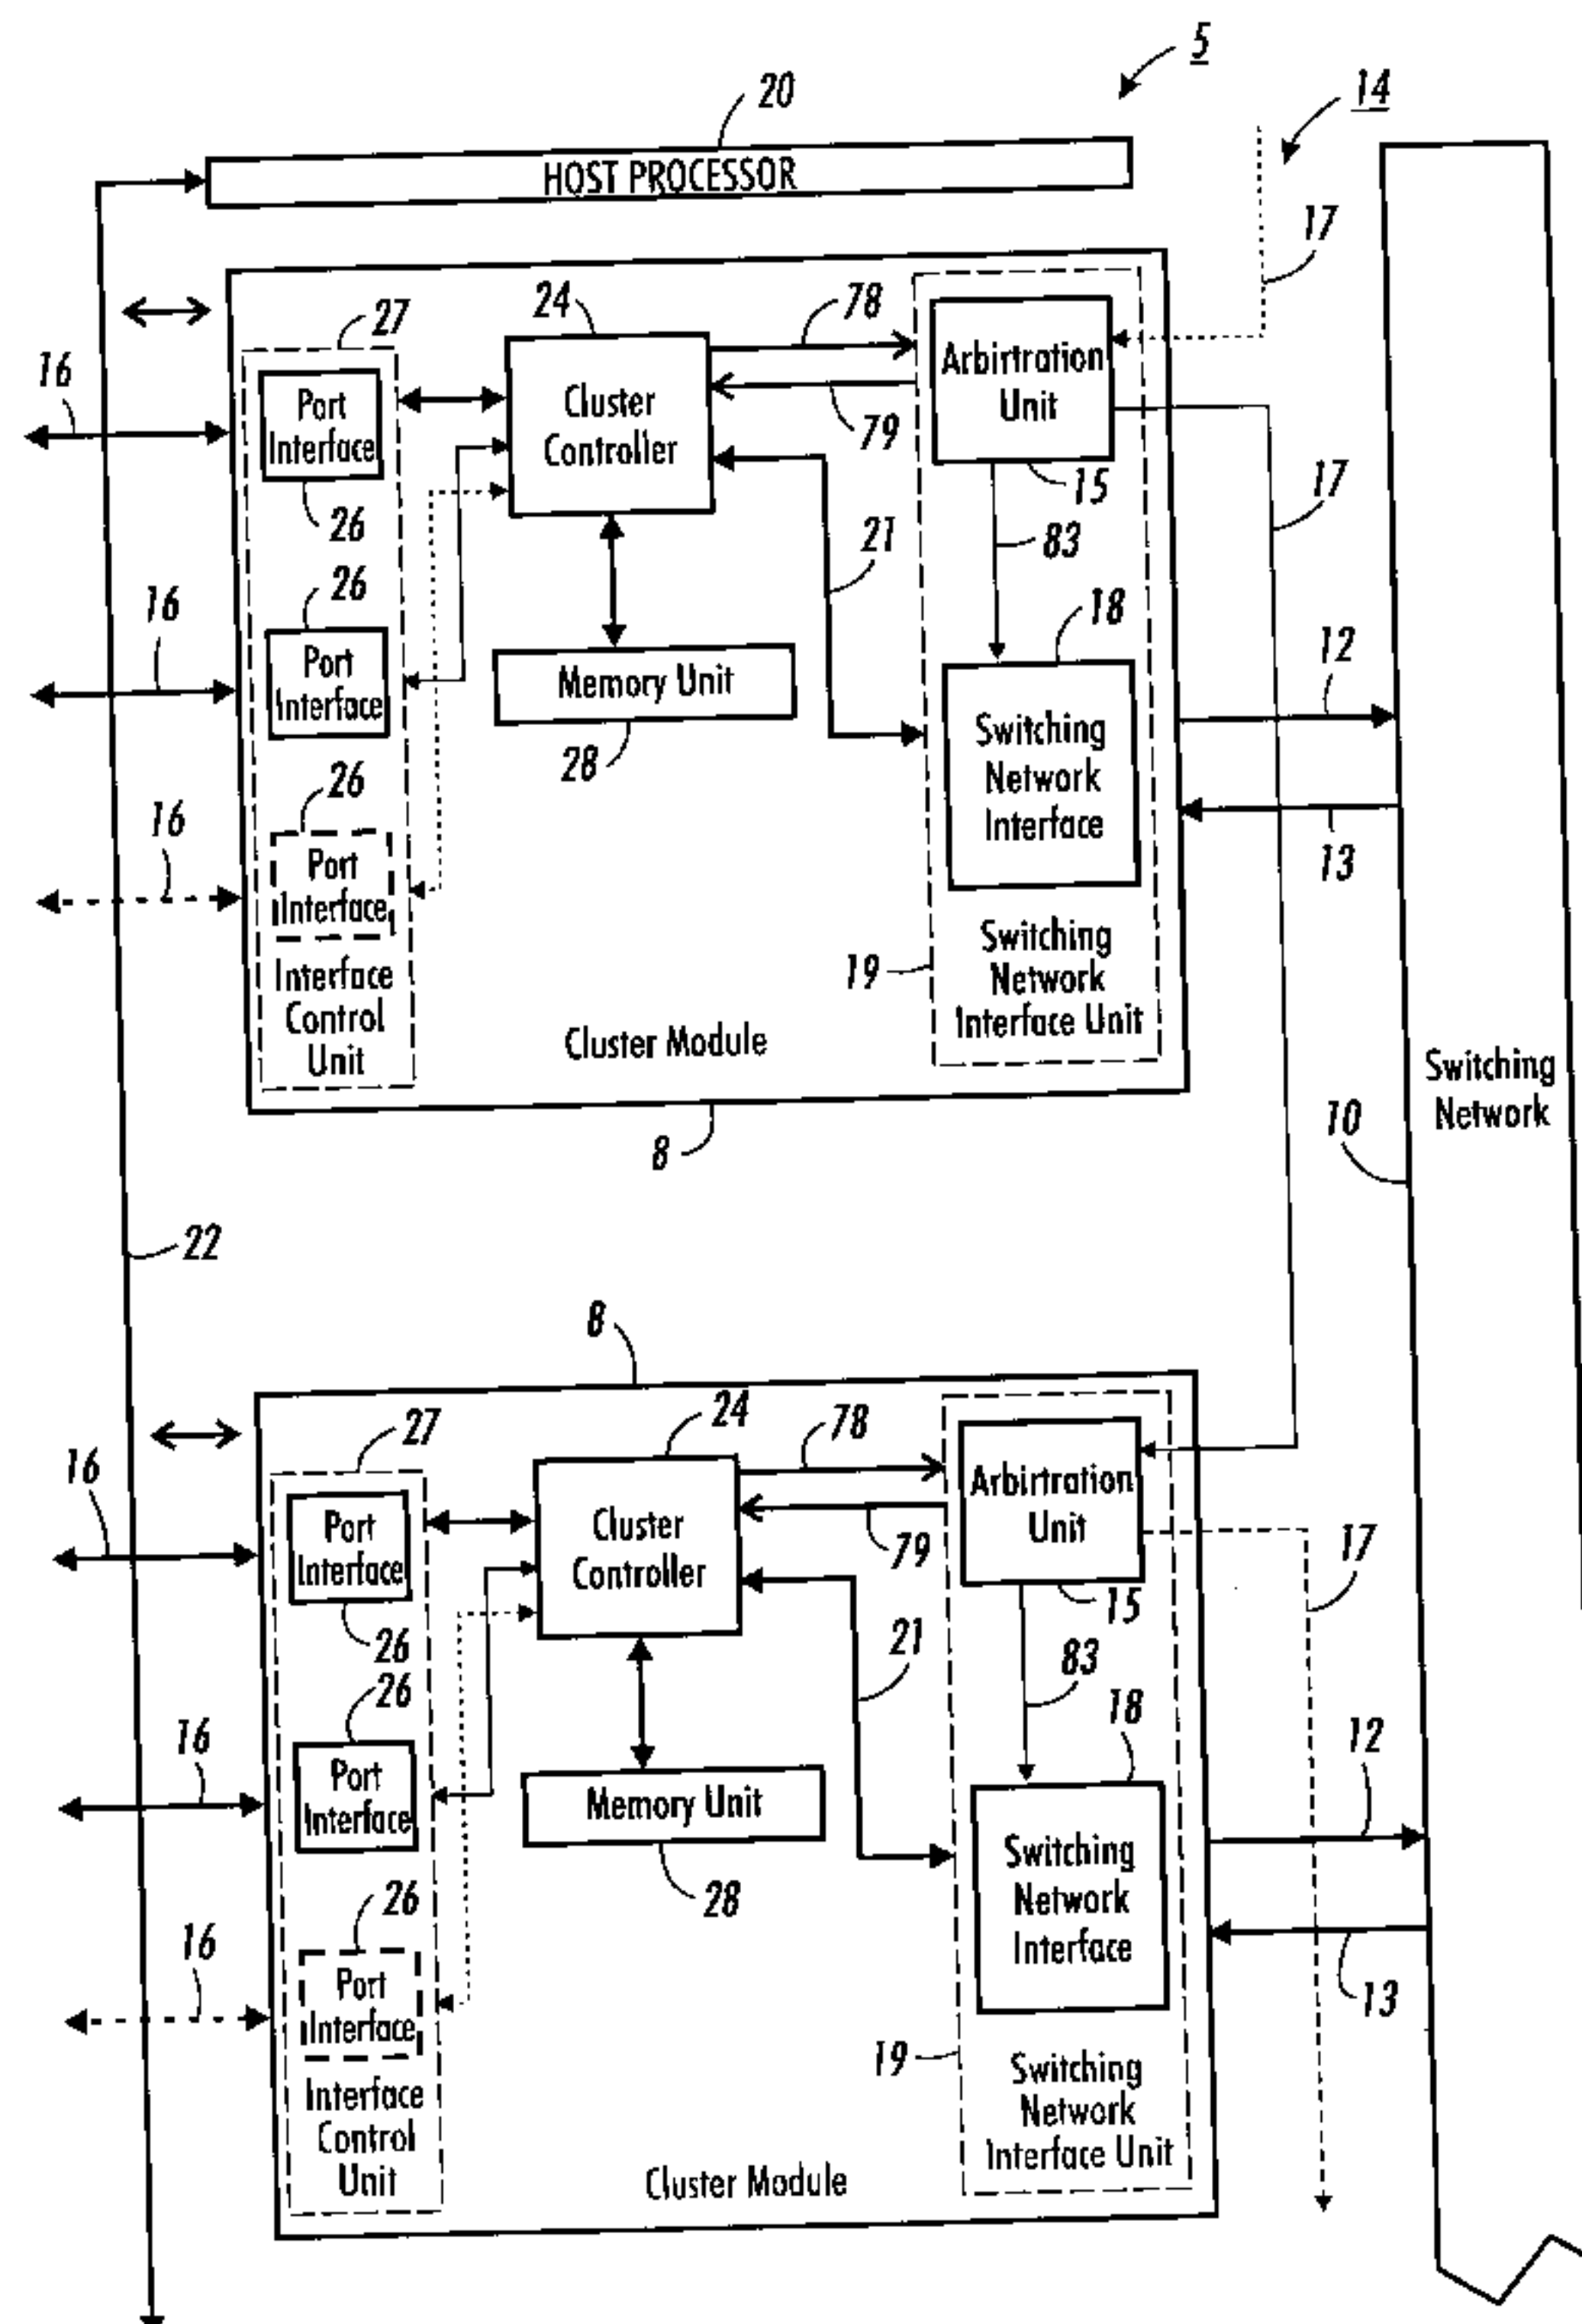 5
14
20
HOST PROCESSOR
17
24
78
27
16
Port
Interface
Cluster
Controller
Arbirtration
Unit
79
17
26
15
21
83
26
16
Port
Interface
18
12
Memory Unit
28
Switching
Network
Interface
26
16
Port
Interface
13
Interface
Control
Unit
19
Switching
Network
Interface Unit
Cluster Module
8
Switching
Network
10
22
8
24
78
27
16
Port
Interface
Cluster
Controller
Arbirtration
Unit
79
17
26
15
21
83
26
16
Port
Interface
18
12
Memory Unit
28
Switching
Network
Interface
26
16
Port
Interface
13
Interface
Control
Unit
19
Switching
Network
Interface Unit
Cluster Module